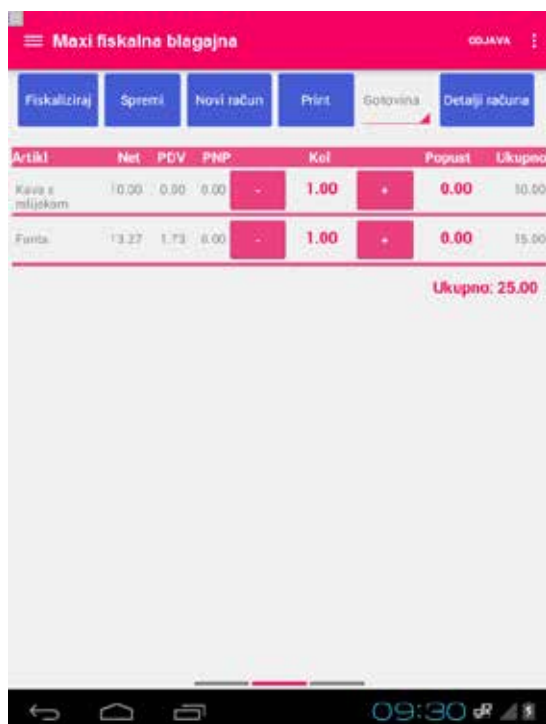 Maxi fiskalna blagajna ODJAVA
Fiskaliziraj Spremi Novi račun Print Gotovina Detalji računa
Artikl Net PDV PNP Kol Popust Ukupno
Kava s 10.00 0.00 0.00 - 1.00 + 0.00 10.00
mlijekom
Fanta 13.27 1.73 0.00 - 1.00 + 0.00 15.00
Ukupno: 25.00
09:30